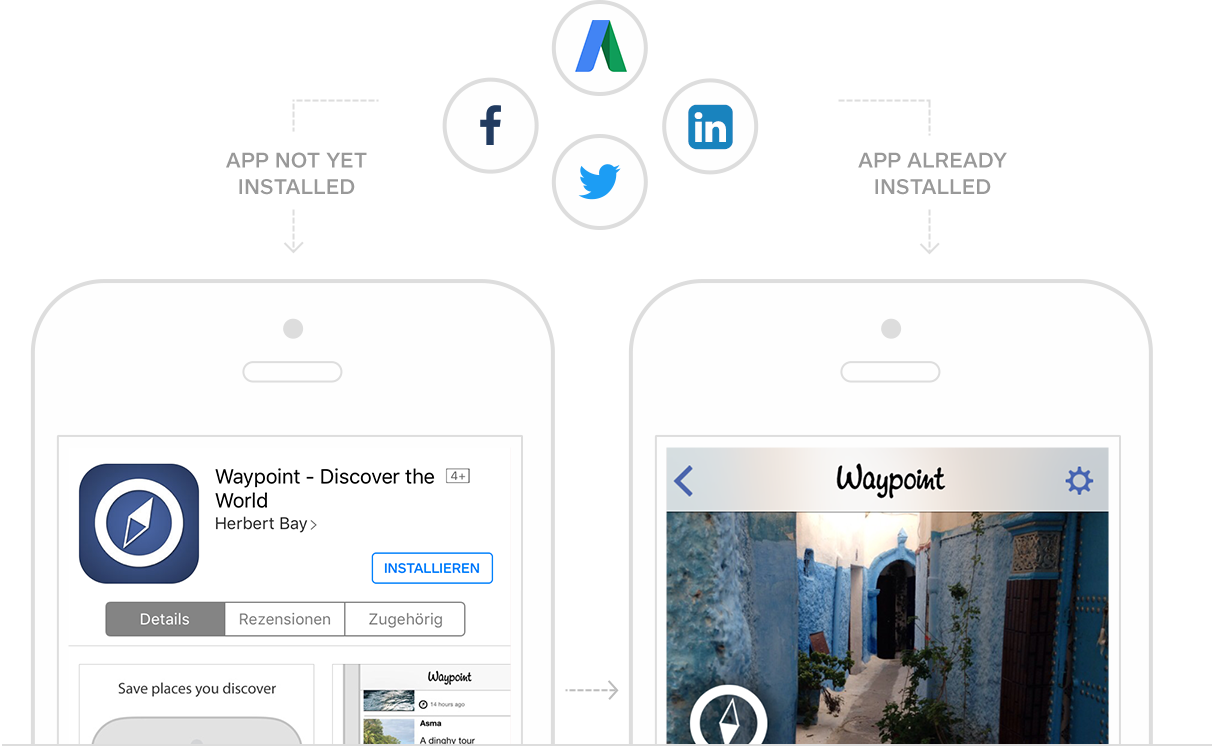 f
in
APP NOT YET
INSTALLED
APP ALREADY
INSTALLED
Waypoint - Discover the 4+
World
Herbert Bay >
INSTALLIEREN
Details Rezensionen Zugehörig
Save places you discover
Waypoint
14 hours ago
Asma
A dinghy tour
Waypoint